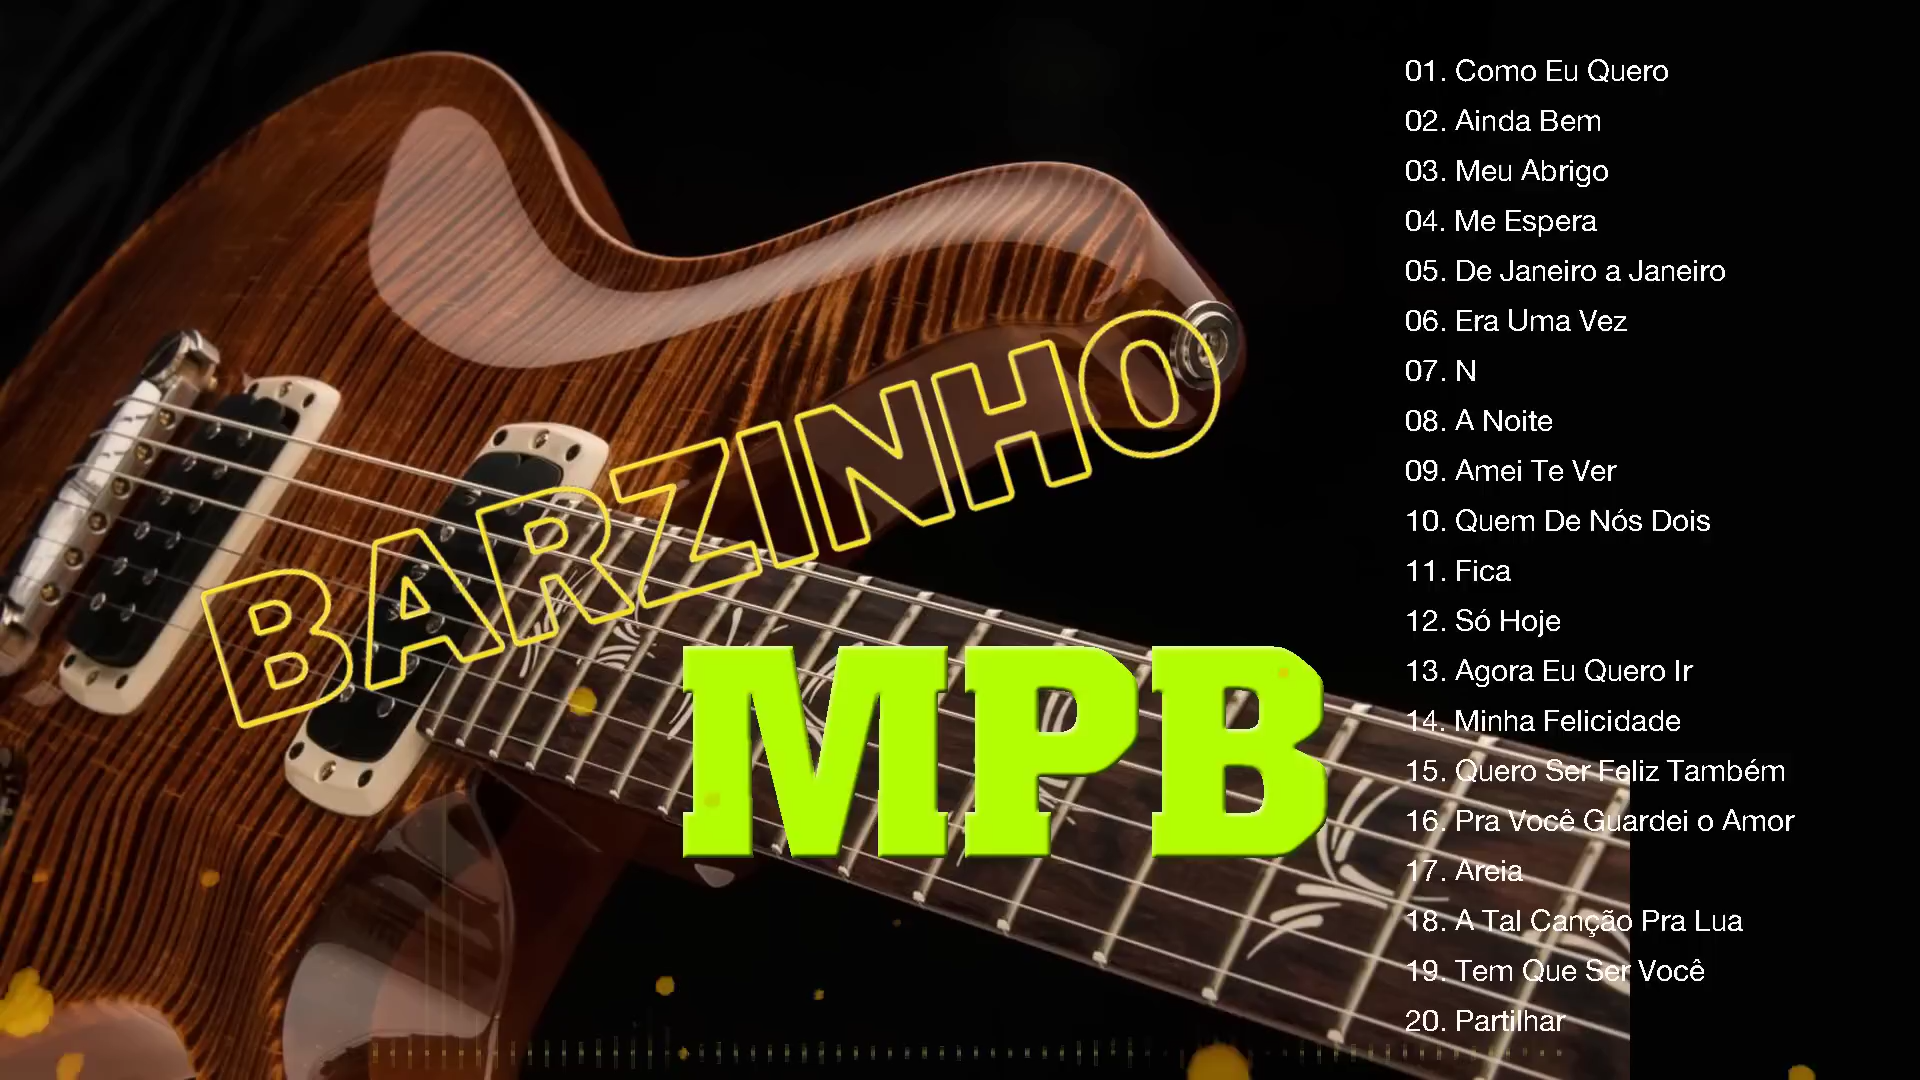 BARZINHO
MPB
01. Como Eu Quero
02. Ainda Bem
03. Meu Abrigo
04. Me Espera
05. De Janeiro a Janeiro
06. Era Uma Vez
07. N
08. A Noite
09. Amei Te Ver
10. Quem De Nós Dois
11. Fica
12. Só Hoje
13. Agora Eu Quero Ir
14. Minha Felicidade
15. Quero Ser Feliz Também
16. Pra Você Guardei o Amor
17. Areia
18. A Tal Canção Pra Lua
19. Tem Que Ser Você
20. Partilhar